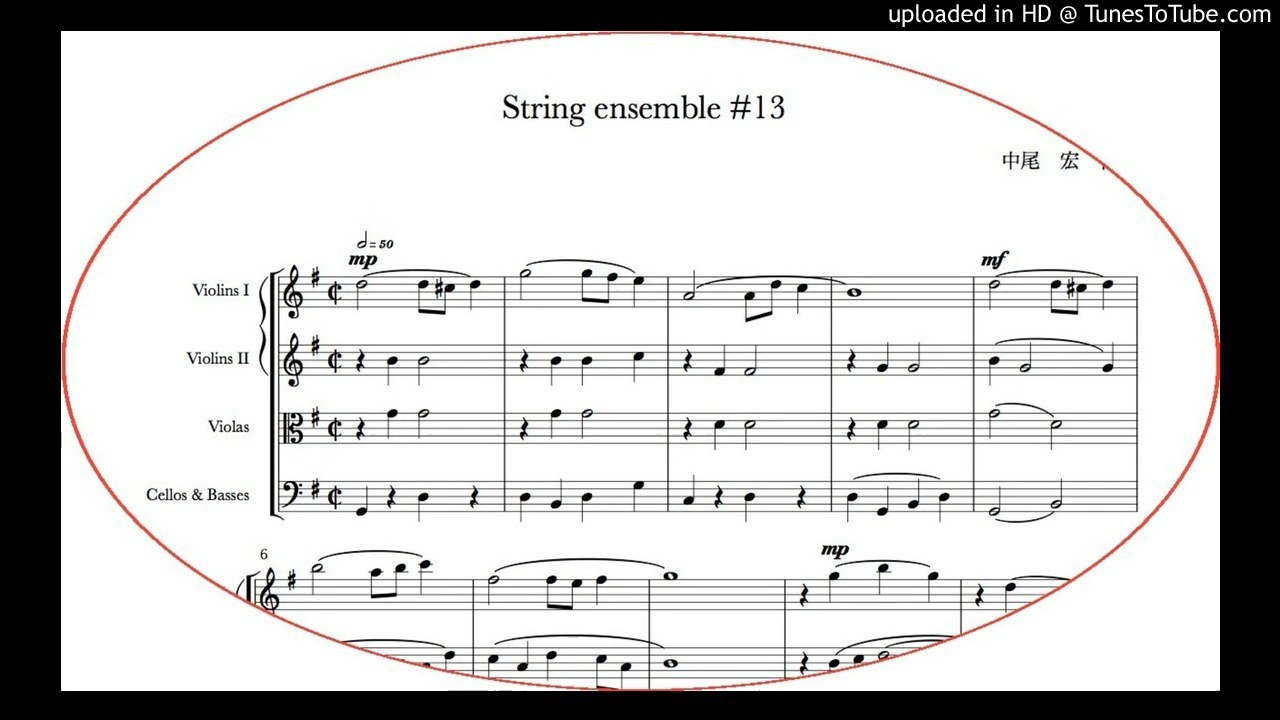 uploaded in HD @ TunesToTube.com
String ensemble #13
中尾 宏
𝅗𝅥=50
mp
mf
Violins I
Violins II
Violas
Cellos & Basses
6
mp